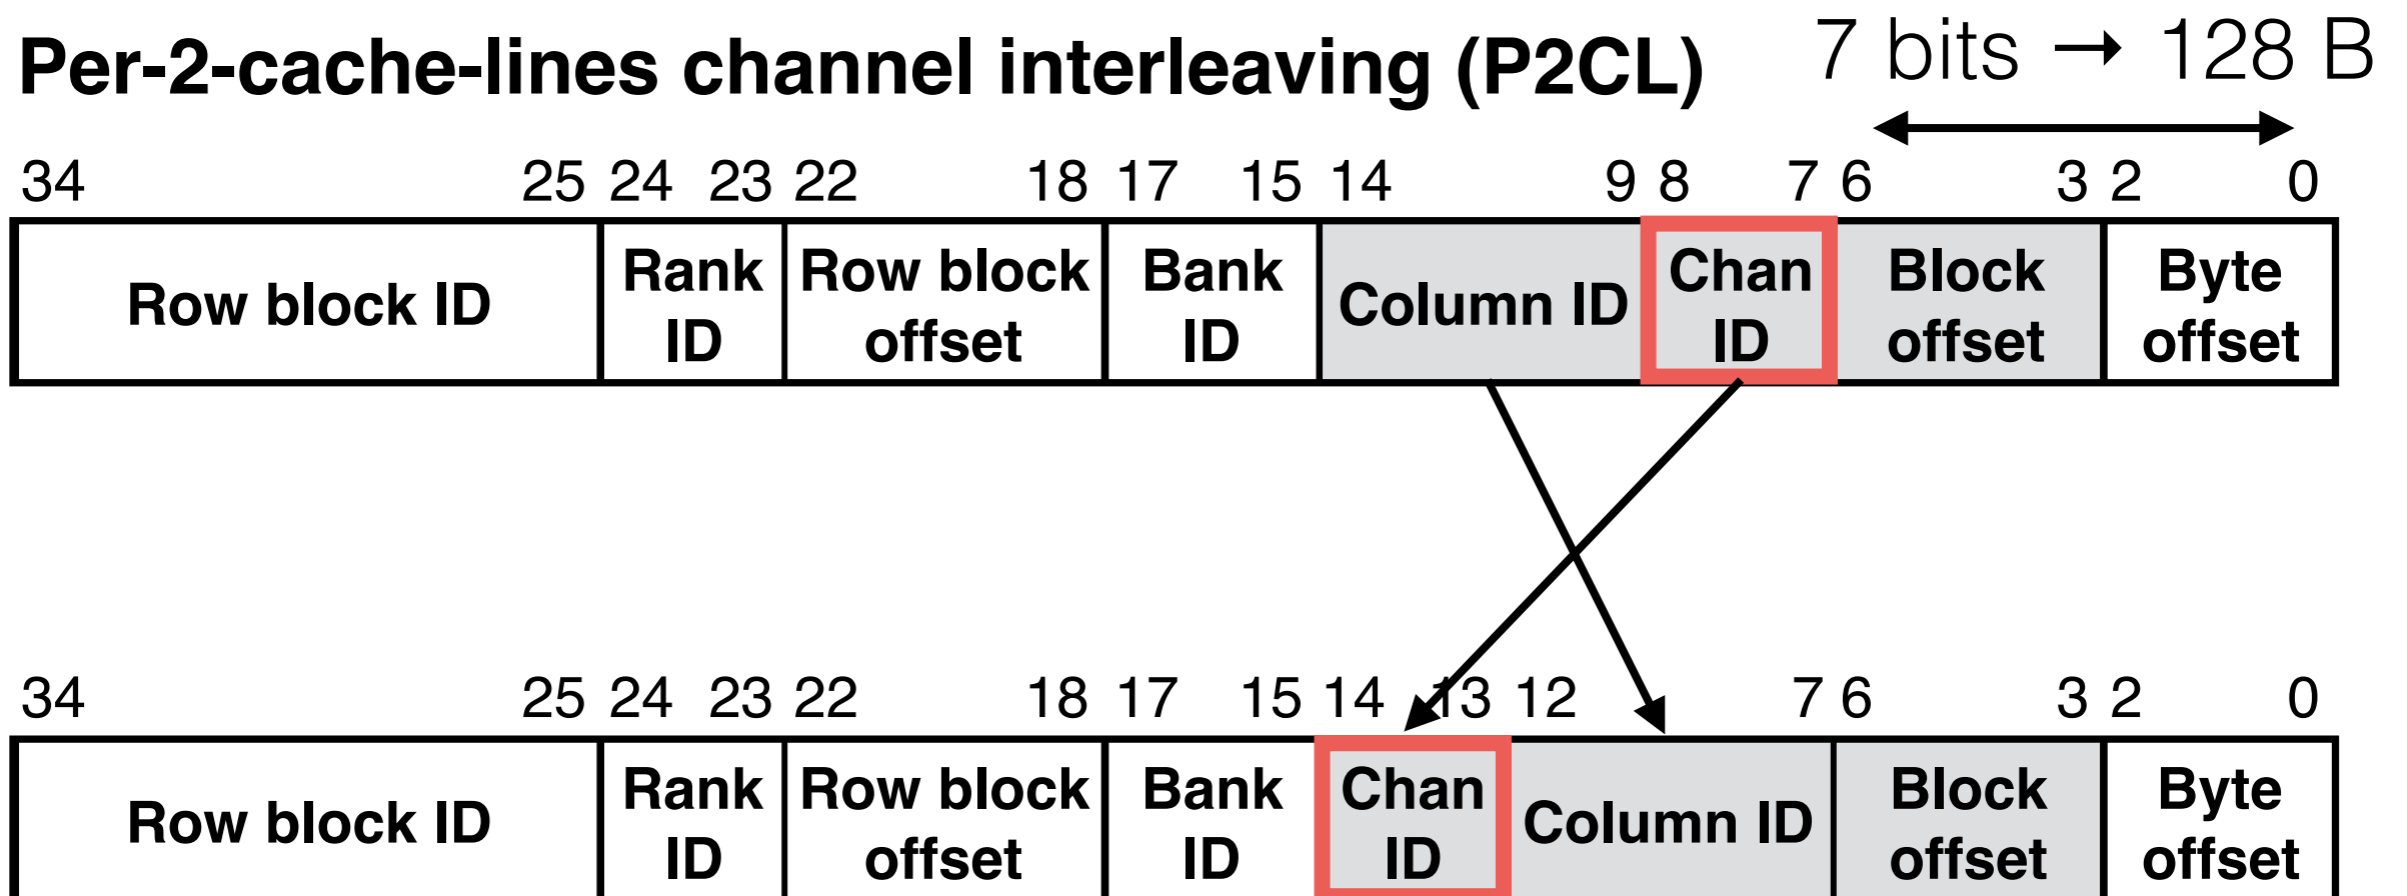 Per-2-cache-lines channel interleaving (P2CL) 7 bits → 128 B
34 25 24 23 22 18 17 15 14 9 8 7 6 3 2 0
Row block ID Rank ID Row block offset Bank ID Column ID Chan ID Block offset Byte offset
34 25 24 23 22 18 17 15 14 13 12 7 6 3 2 0
Row block ID Rank ID Row block offset Bank ID Chan ID Column ID Block offset Byte offset